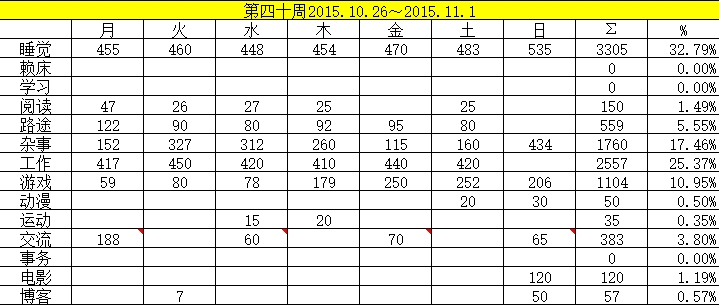 第四十周2015.10.26～2015.11.1
月 火 水 木 金 土 日 Σ %
睡觉 455 460 448 454 470 483 535 3305 32.79%
赖床 0 0.00%
学习 0 0.00%
阅读 47 26 27 25 25 150 1.49%
路途 122 90 80 92 95 80 559 5.55%
杂事 152 327 312 260 115 160 434 1760 17.46%
工作 417 450 420 410 440 420 2557 25.37%
游戏 59 80 78 179 250 252 206 1104 10.95%
动漫 20 30 50 0.50%
运动 15 20 35 0.35%
交流 188 60 70 65 383 3.80%
事务 0 0.00%
电影 120 120 1.19%
博客 7 50 57 0.57%